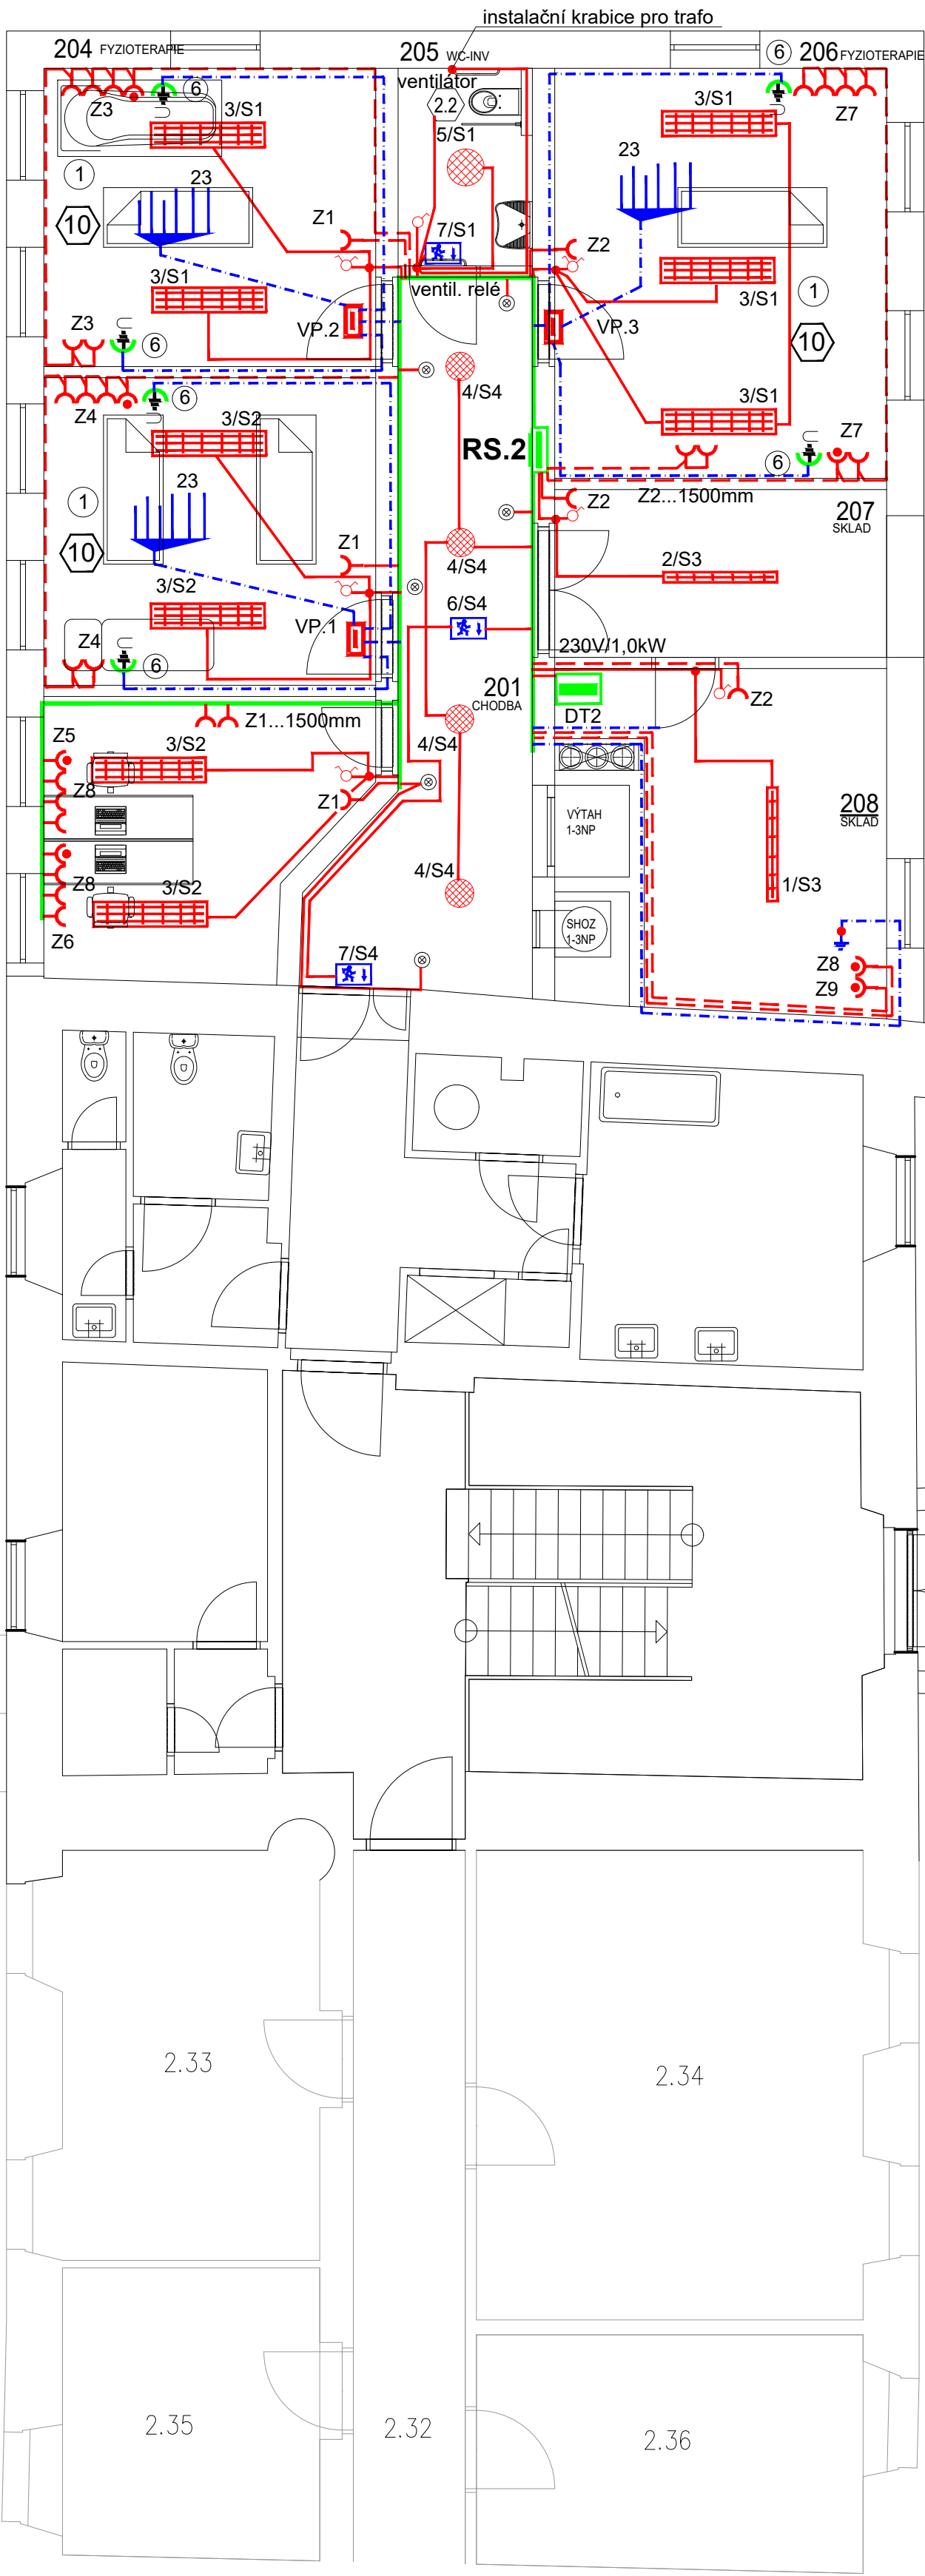 instalační krabice pro trafo
204 FYZIOTERAPIE
205 WC-INV
6
206 FYZIOTERAPIE
ventilátor
Z3
6
3/S1
2.2
3/S1
Z7
5/S1
1
23
23
10
Z1
7/S1
Z2
3/S1
ventil. relé
3/S1
1
Z3
VP.2
VP.3
10
6
4/S4
3/S1
Z4
6
3/S2
RS.2
Z7
6
1
23
Z2
Z2...1500mm
207
SKLAD
10
Z1
4/S4
2/S3
3/S2
6/S4
Z4
VP.1
6
230V/1,0kW
201
CHODBA
Z2
DT2
Z1...1500mm
Z5
3/S2
4/S4
Z8
Z1
VÝTAH
1-3NP
208
SKLAD
4/S4
Z8
3/S2
1/S3
Z6
SHOZ
1-3NP
7/S4
Z8
Z9
2.33
2.34
2.35
2.32
2.36